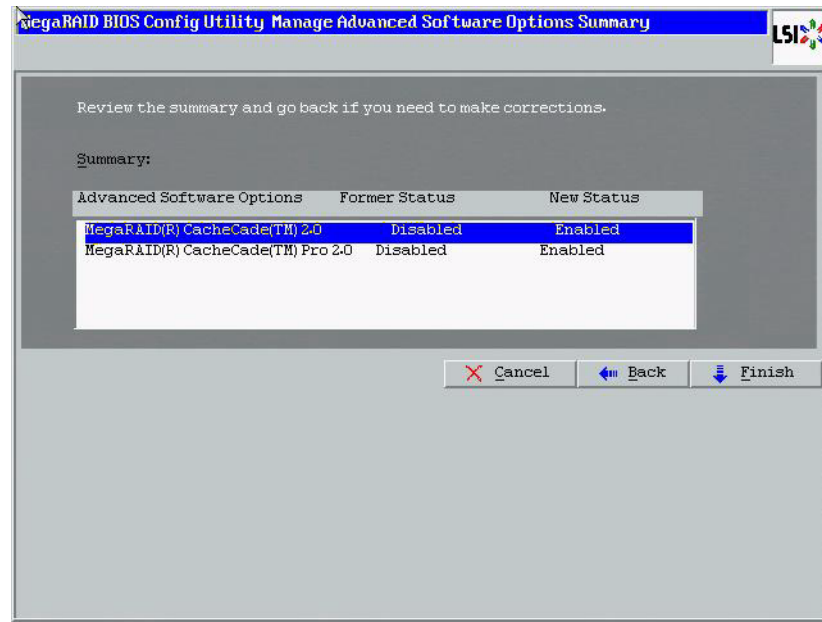 MegaRAID BIOS Config Utility Manage Advanced Software Options Summary
LSI
Review the summary and go back if you need to make corrections.
Summary:
Advanced Software Options Former Status New Status
MegaRAID(R) CacheCade(TM) 2.0 Disabled Enabled
MegaRAID(R) CacheCade(TM) Pro 2.0 Disabled Enabled
Cancel Back Finish